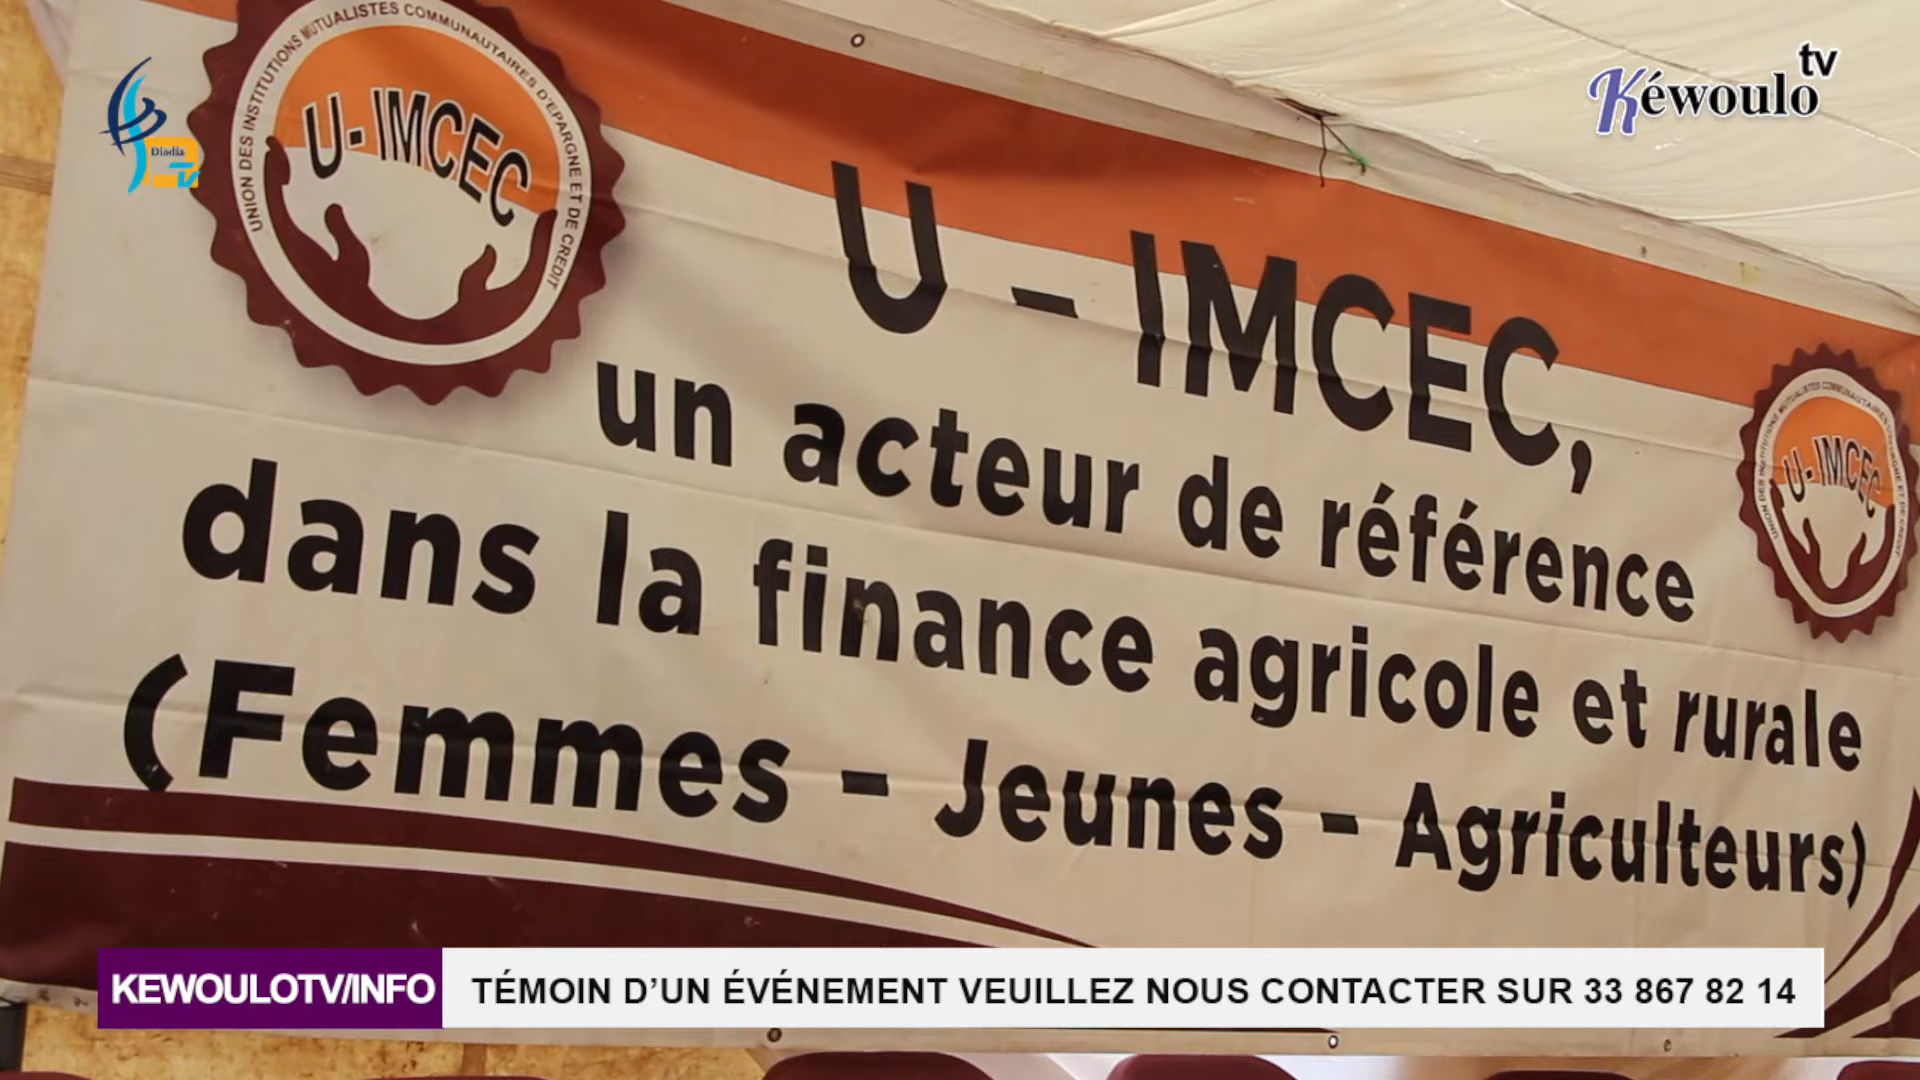 UNION DES INSTITUTIONS MUTUALISTES COMMUNAUTAIRES D'EPARGNE ET DE CREDIT
U- IMCEC
Diadia
TV
Kéwoulo tv
U – IMCEC,
un acteur de référence
dans la finance agricole et rurale
(Femmes – Jeunes – Agriculteurs)
U- IMCEC
KEWOULOTV/INFO
TÉMOIN D’UN ÉVÉNEMENT VEUILLEZ NOUS CONTACTER SUR 33 867 82 14